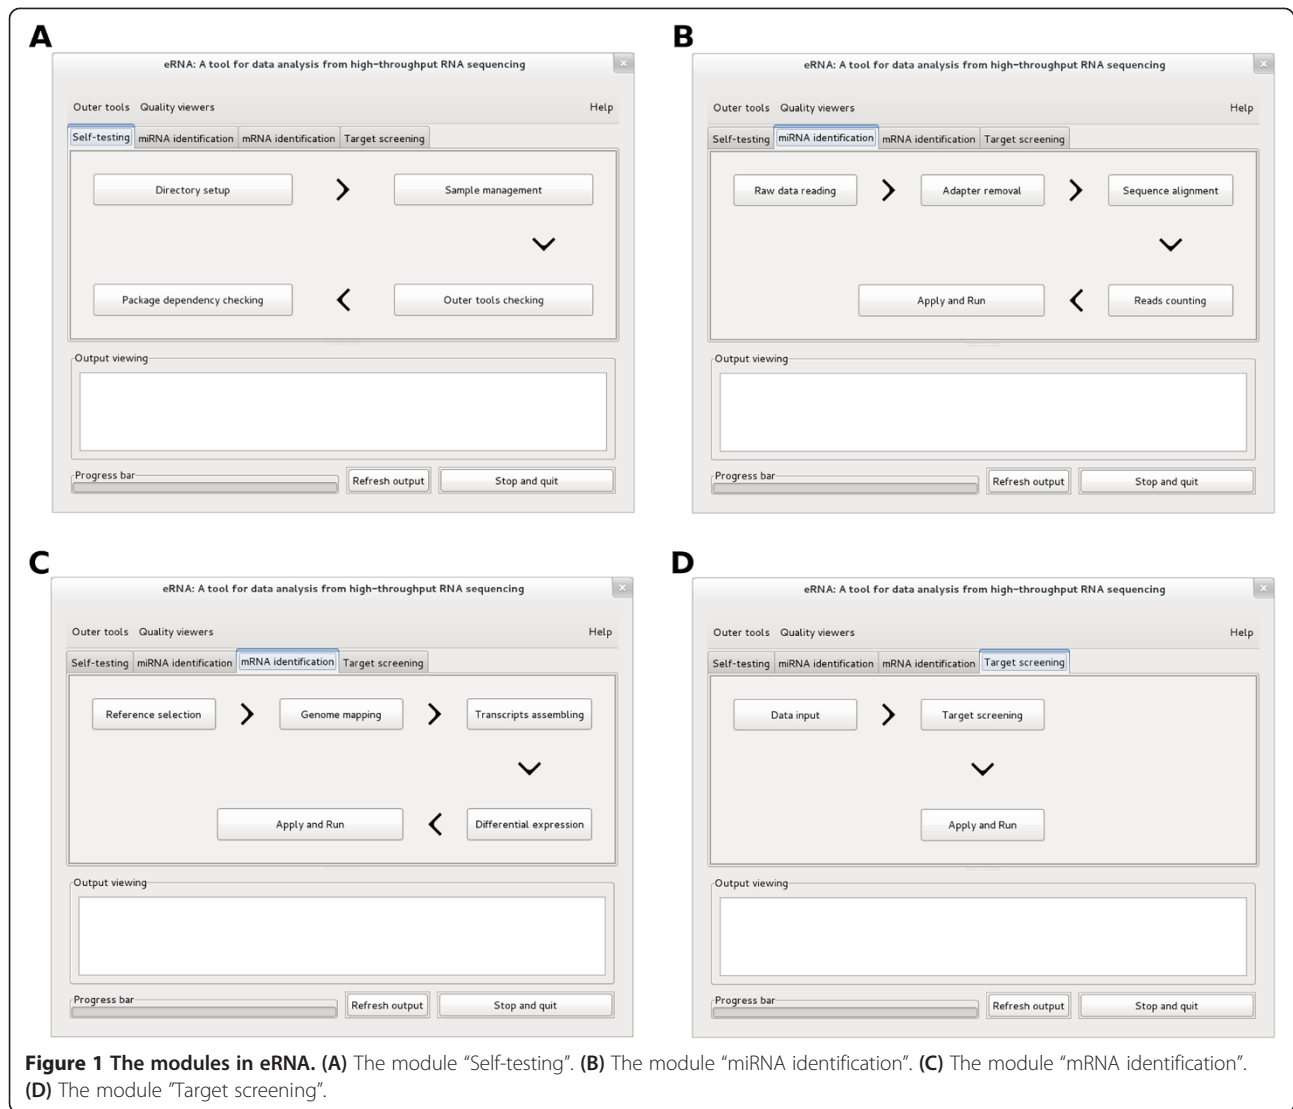 A
eRNA: A tool for data analysis from high-throughput RNA sequencing
Outer tools Quality viewers Help
Self-testing miRNA identification mRNA identification Target screening
Directory setup > Sample management
Package dependency checking < Outer tools checking
Output viewing
Progress bar Refresh output Stop and quit
B
eRNA: A tool for data analysis from high-throughput RNA sequencing
Outer tools Quality viewers Help
Self-testing miRNA identification mRNA identification Target screening
Raw data reading > Adapter removal > Sequence alignment
Apply and Run < Reads counting
Output viewing
Progress bar Refresh output Stop and quit
C
eRNA: A tool for data analysis from high-throughput RNA sequencing
Outer tools Quality viewers Help
Self-testing miRNA identification mRNA identification Target screening
Reference selection > Genome mapping > Transcripts assembling
Apply and Run < Differential expression
Output viewing
Progress bar Refresh output Stop and quit
D
eRNA: A tool for data analysis from high-throughput RNA sequencing
Outer tools Quality viewers Help
Self-testing miRNA identification mRNA identification Target screening
Data input > Target screening
Apply and Run
Output viewing
Progress bar Refresh output Stop and quit
Figure 1 The modules in eRNA. (A) The module “Self-testing”. (B) The module “miRNA identification”. (C) The module “mRNA identification”.
(D) The module ”Target screening”.